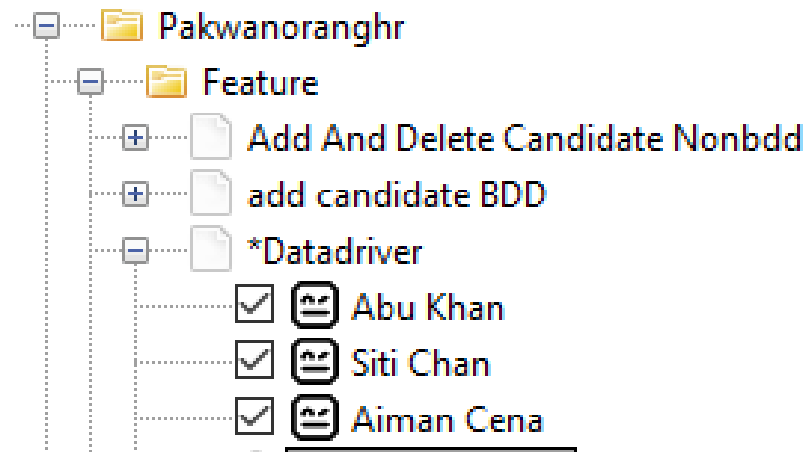 Pakwanoranghr
Feature
Add And Delete Candidate Nonbdd
add candidate BDD
*Datadriver
Abu Khan
Siti Chan
Aiman Cena